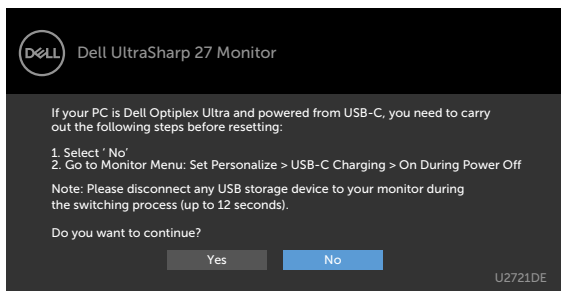 DELL
Dell UltraSharp 27 Monitor
If your PC is Dell Optiplex Ultra and powered from USB-C, you need to carry
out the following steps before resetting:
1. Select ‘ No’
2. Go to Monitor Menu: Set Personalize > USB-C Charging > On During Power Off
Note: Please disconnect any USB storage device to your monitor during
the switching process (up to 12 seconds).
Do you want to continue?
Yes No
U2721DE